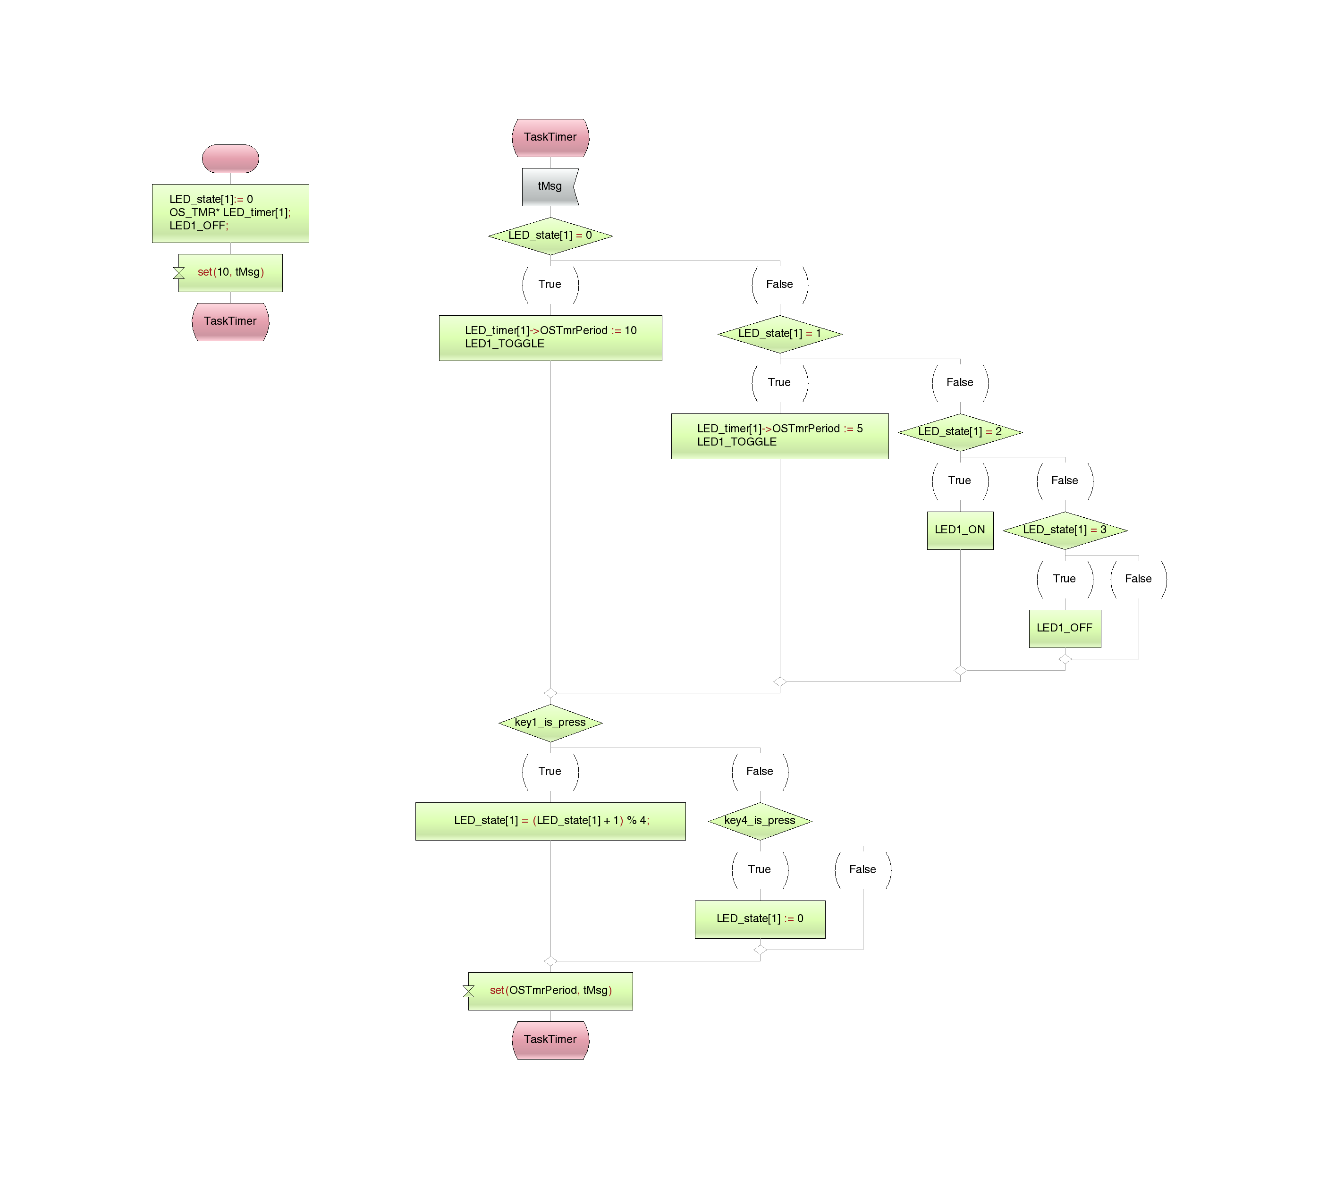 LED_state[1]:= 0
OS_TMR* LED_timer[1];
LED1_OFF;
set(10, tMsg)
TaskTimer
TaskTimer
tMsg
LED_state[1] = 0
True
False
LED_timer[1]->OSTmrPeriod := 10
LED1_TOGGLE
LED_state[1] = 1
True
False
LED_timer[1]->OSTmrPeriod := 5
LED1_TOGGLE
LED_state[1] = 2
True
False
LED1_ON
LED_state[1] = 3
True
False
LED1_OFF
key1_is_press
True
False
LED_state[1] = (LED_state[1] + 1) % 4;
key4_is_press
True
False
LED_state[1] := 0
set(OSTmrPeriod, tMsg)
TaskTimer